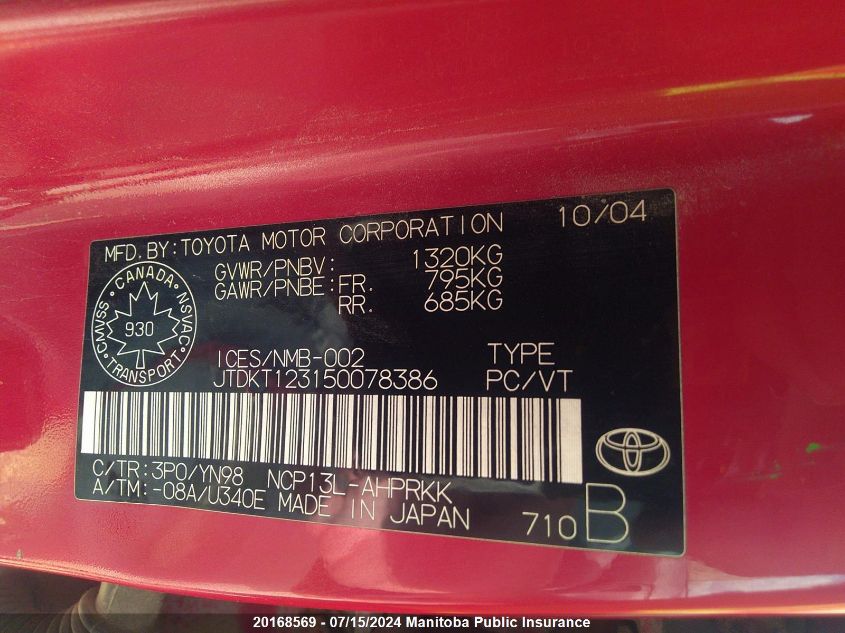 10/04
MFD.BY:TOYOTA MOTOR CORPORATION
GVWR/PNBV: 1320KG
GAWR/PNBE: FR. 795KG
RR. 685KG
CANADA
CMVSS 930 NSVAC
TRANSPORT
ICES/NMB-002 TYPE
JTDKT123150078386 PC/VT
C/TR: 3P0/YN98 NCP13L-AHPRKK
A/TM: -08A/U340E MADE IN JAPAN
710 B
20168569 - 07/15/2024 Manitoba Public Insurance